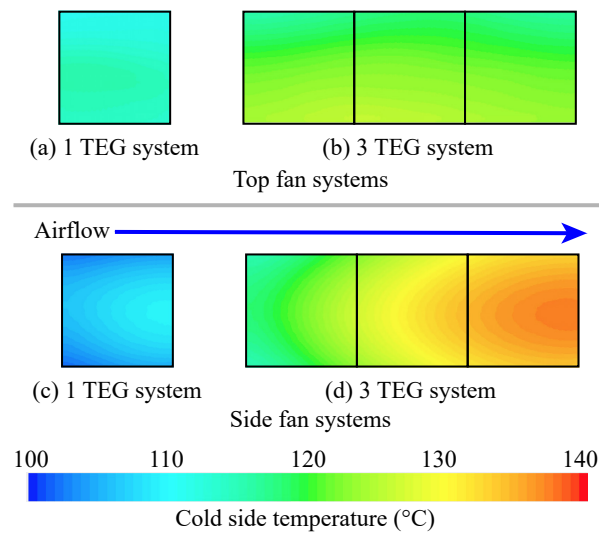 (a) 1 TEG system (b) 3 TEG system
Top fan systems
Airflow
(c) 1 TEG system (d) 3 TEG system
Side fan systems
100 110 120 130 140
Cold side temperature (°C)